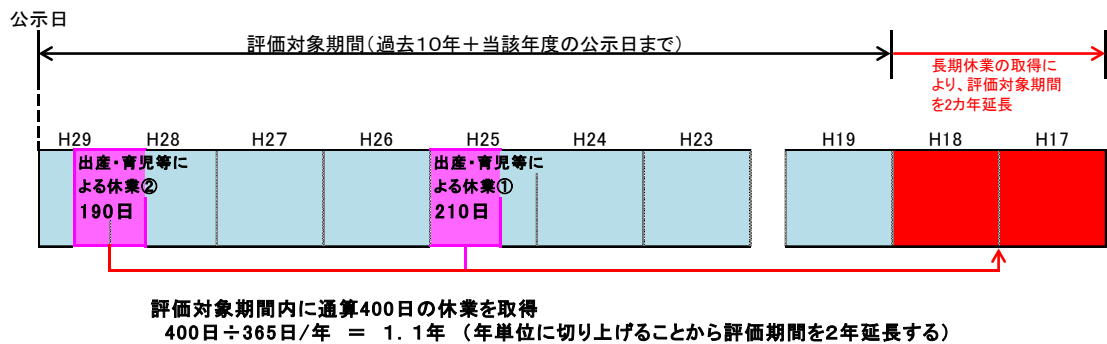 公示日
評価対象期間(過去10年+当該年度の公示日まで)
長期休業の取得に
より、評価対象期間
を2カ年延長
H29 H28 H27 H26 H25 H24 H23 H19 H18 H17
出産・育児等に
よる休業②
190日
出産・育児等に
よる休業①
210日
評価対象期間内に通算400日の休業を取得
400日÷365日/年 = 1.1年 (年単位に切り上げることから評価期間を2年延長する)